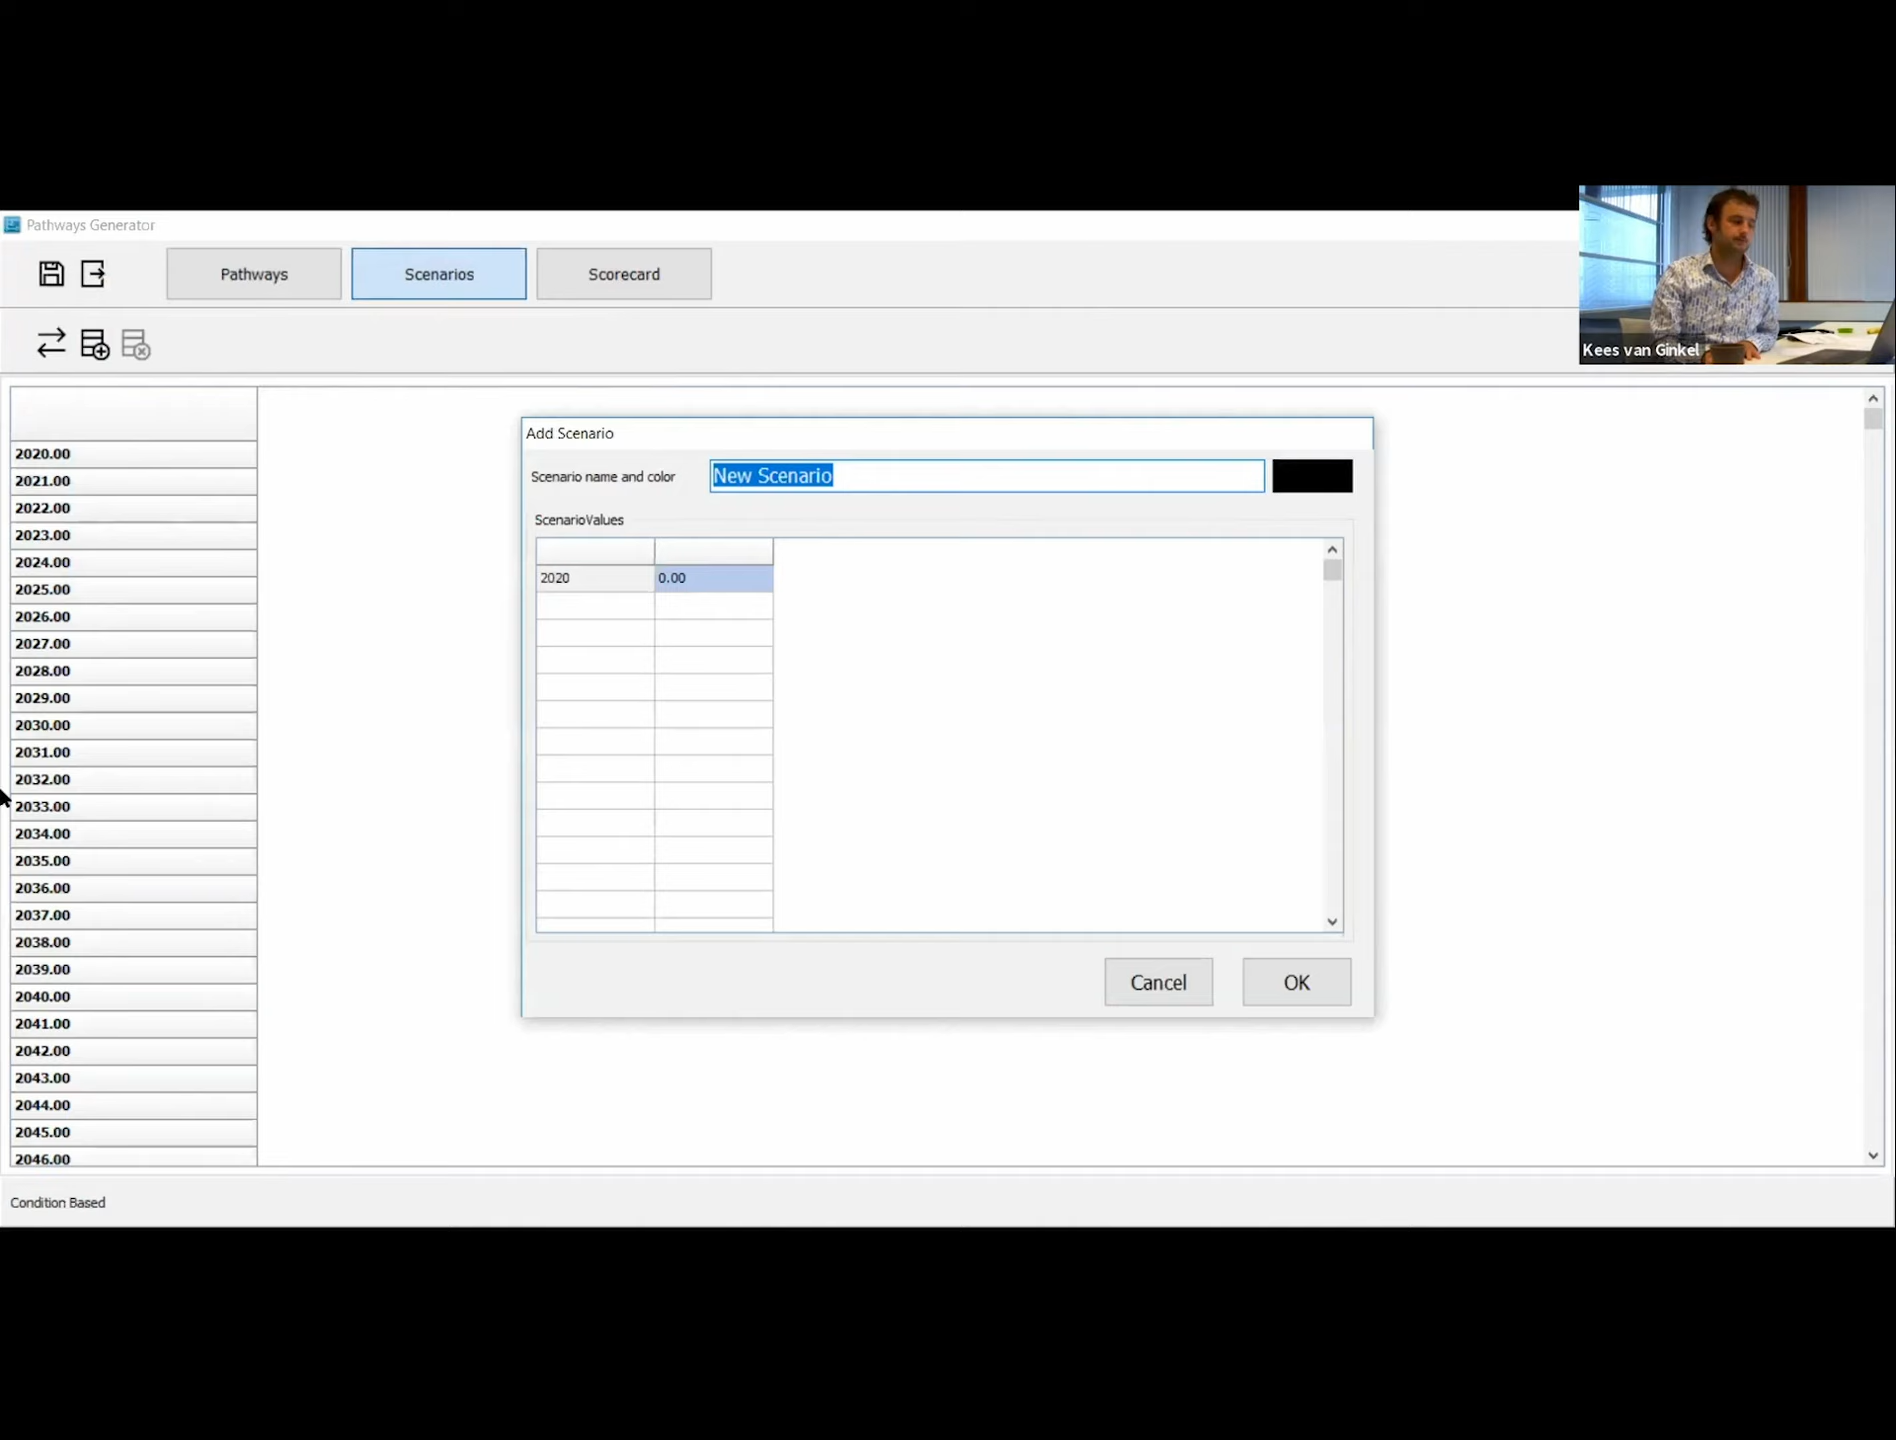 Pathways Generator
Pathways
Scenarios
Scorecard
Kees van Ginkel
2020.00
2021.00
2022.00
2023.00
2024.00
2025.00
2026.00
2027.00
2028.00
2029.00
2030.00
2031.00
2032.00
2033.00
2034.00
2035.00
2036.00
2037.00
2038.00
2039.00
2040.00
2041.00
2042.00
2043.00
2044.00
2045.00
2046.00
Add Scenario
Scenario name and color
New Scenario
ScenarioValues
2020 0.00
Cancel
OK
Condition Based